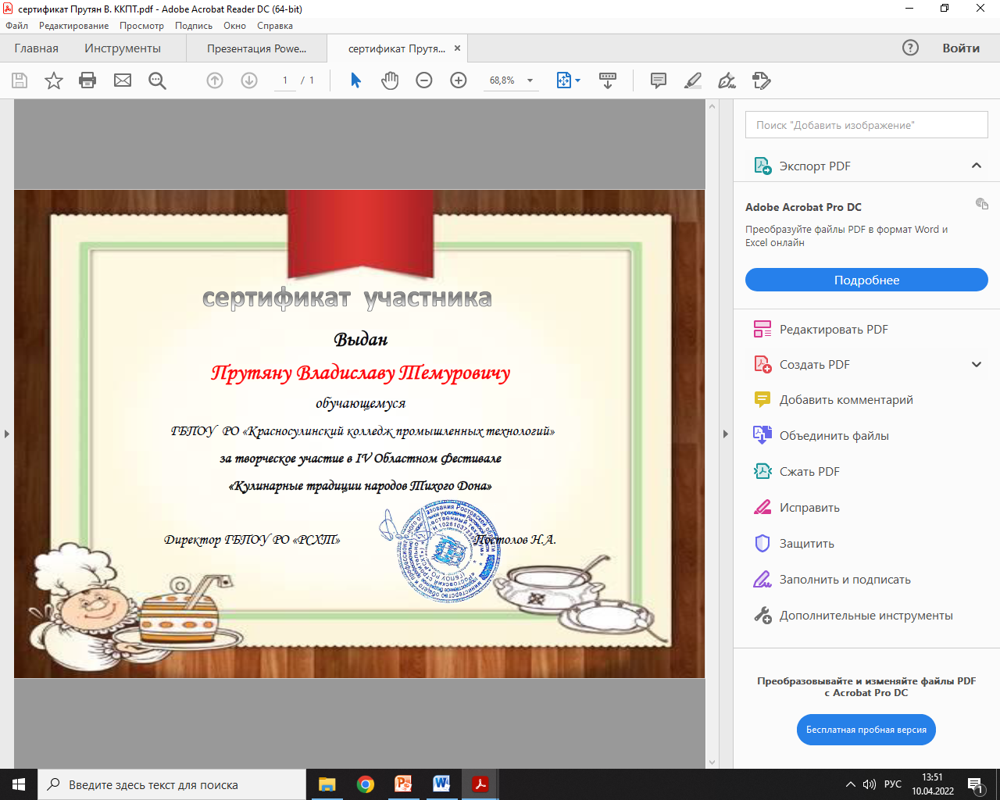 сертификат Прутян В. ККПТ.pdf - Adobe Acrobat Reader DC (64-bit)
Файл Редактирование Просмотр Подпись Окно Справка
Главная Инструменты Презентация Powe... сертификат Прутя... Войти
1 / 1 68,8%
Поиск "Добавить изображение"
Экспорт PDF
Adobe Acrobat Pro DC
Преобразуйте файлы PDF в формат Word и
Excel онлайн
Подробнее
Редактировать PDF
Создать PDF
Добавить комментарий
Объединить файлы
Сжать PDF
Исправить
Защитить
Заполнить и подписать
Дополнительные инструменты
Преобразовывайте и изменяйте файлы PDF
с Acrobat Pro DC
Бесплатная пробная версия
сертификат участника
Выдан
Прутяну Владиславу Темуровичу
обучающемуся
ГБПОУ РО «Красносулинский колледж промышленных технологий»
за творческое участие в IV Областном Фестивале
«Кулинарные традиции народов Тихого Дона»
Директор ГБПОУ РО «РСХТ» Постолов Н.А.
Введите здесь текст для поиска
РУС
13:51
10.04.2022
1